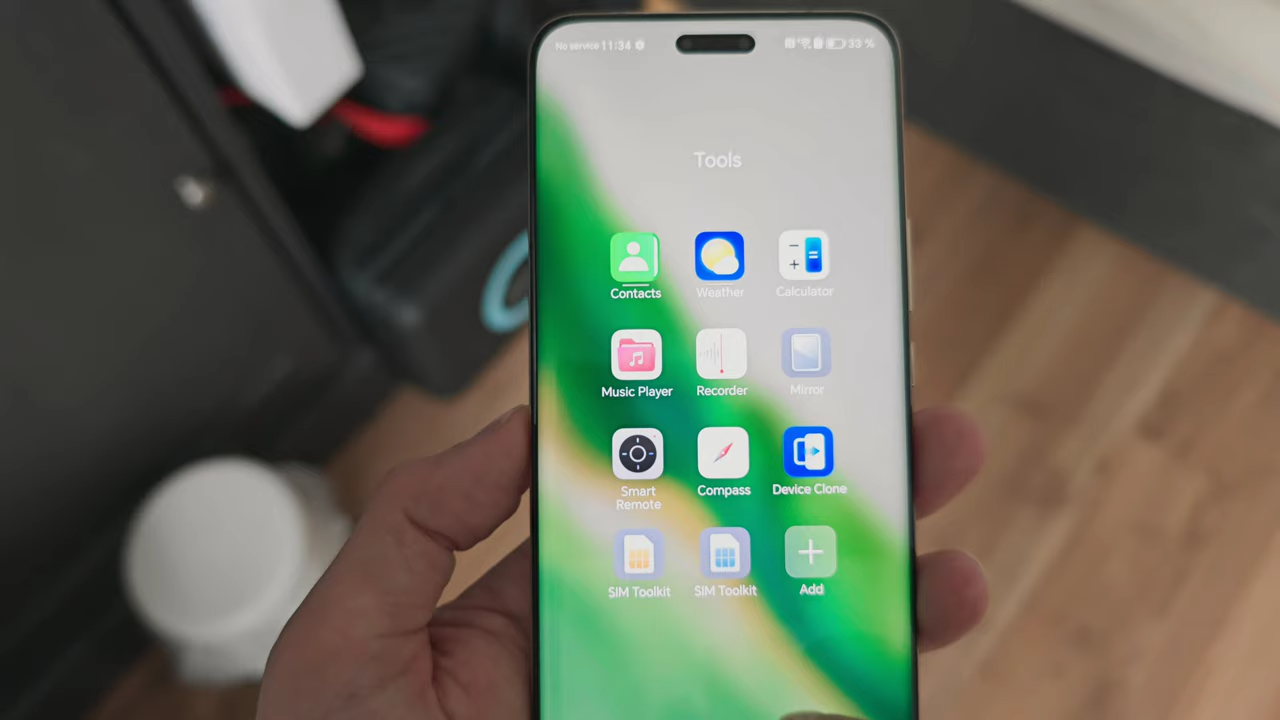 No service 11:34
33 %
Tools
Contacts
Weather
Calculator
Music Player
Recorder
Mirror
Smart
Remote
Compass
Device Clone
SIM Toolkit
SIM Toolkit
Add